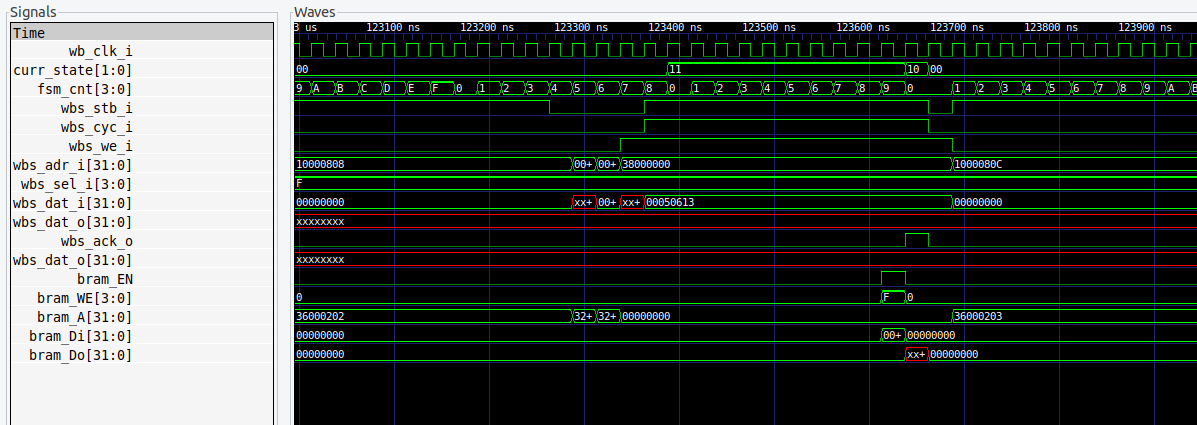 Signals
Waves
Time
3 us 123100 ns 123200 ns 123300 ns 123400 ns 123500 ns 123600 ns 123700 ns 123800 ns 123900 ns
wb_clk_i
curr_state[1:0] 00 11 10 00
fsm_cnt[3:0] 9 A B C D E F 0 1 2 3 4 5 6 7 8 0 1 2 3 4 5 6 7 8 9 0 1 2 3 4 5 6 7 8 9 A B
wbs_stb_i
wbs_cyc_i
wbs_we_i
wbs_adr_i[31:0] 10000808 00+ 00+ 38000000 1000080C
wbs_sel_i[3:0] F
wbs_dat_i[31:0] 00000000 xx+ 00+ xx+ 00050613 00000000
wbs_dat_o[31:0] xxxxxxxx
wbs_ack_o
wbs_dat_o[31:0] xxxxxxxx
bram_EN
bram_WE[3:0] 0 F 0
bram_A[31:0] 36000202 32+ 32+ 00000000 36000203
bram_Di[31:0] 00000000 00+ 00000000
bram_Do[31:0] 00000000 xx+ 00000000